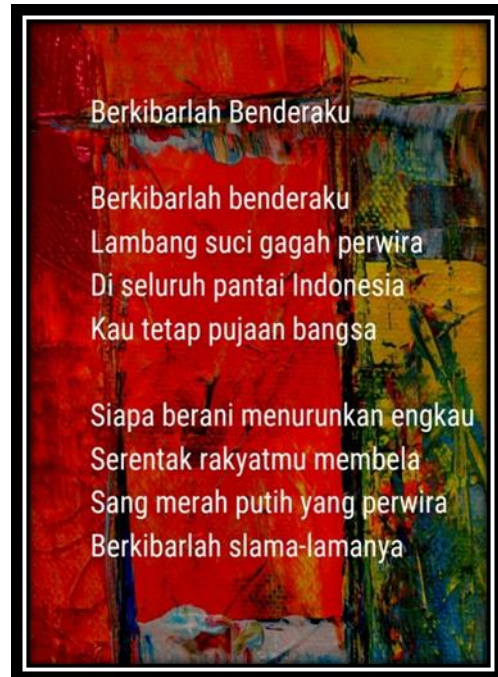 Berkibarlah Benderaku
Berkibarlah benderaku
Lambang suci gagah perwira
Di seluruh pantai Indonesia
Kau tetap pujaan bangsa
Siapa berani menurunkan engkau
Serentak rakyatmu membela
Sang merah putih yang perwira
Berkibarlah slama-lamanya